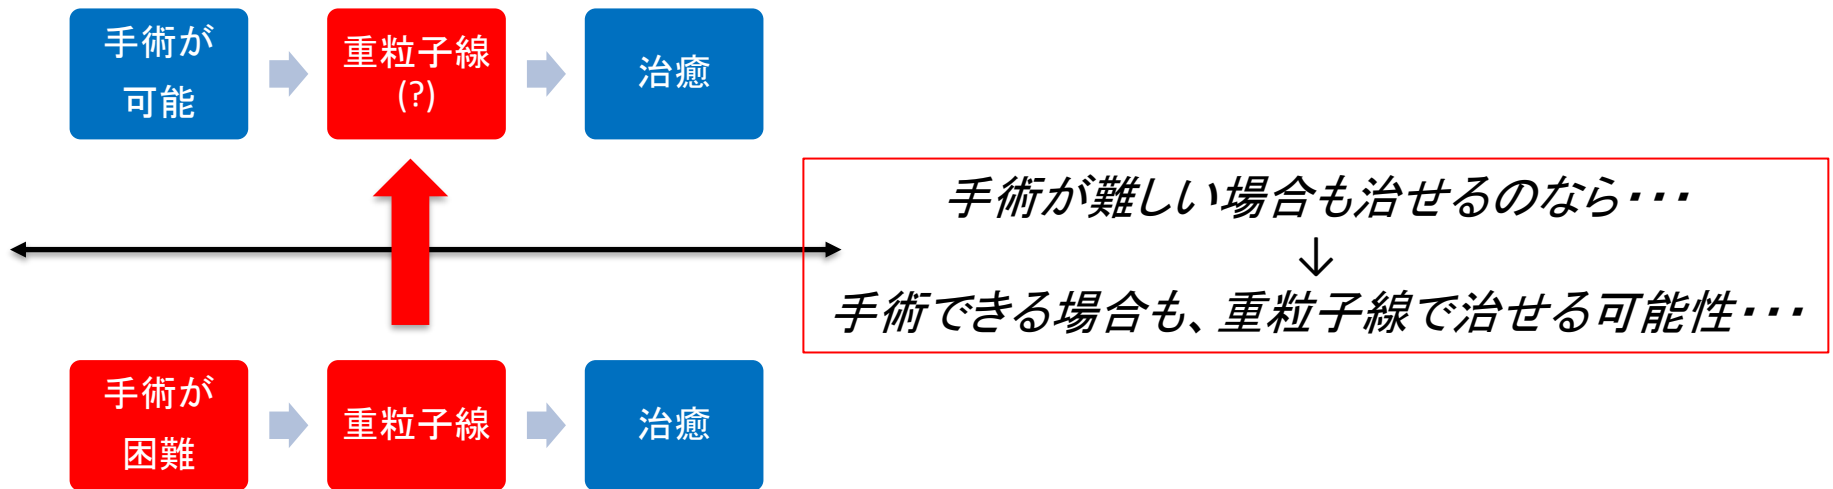 手術が
可能
重粒子線
(?)
治癒
手術が難しい場合も治せるのなら・・・
↓
手術できる場合も、重粒子線で治せる可能性・・・
手術が
困難
重粒子線
治癒